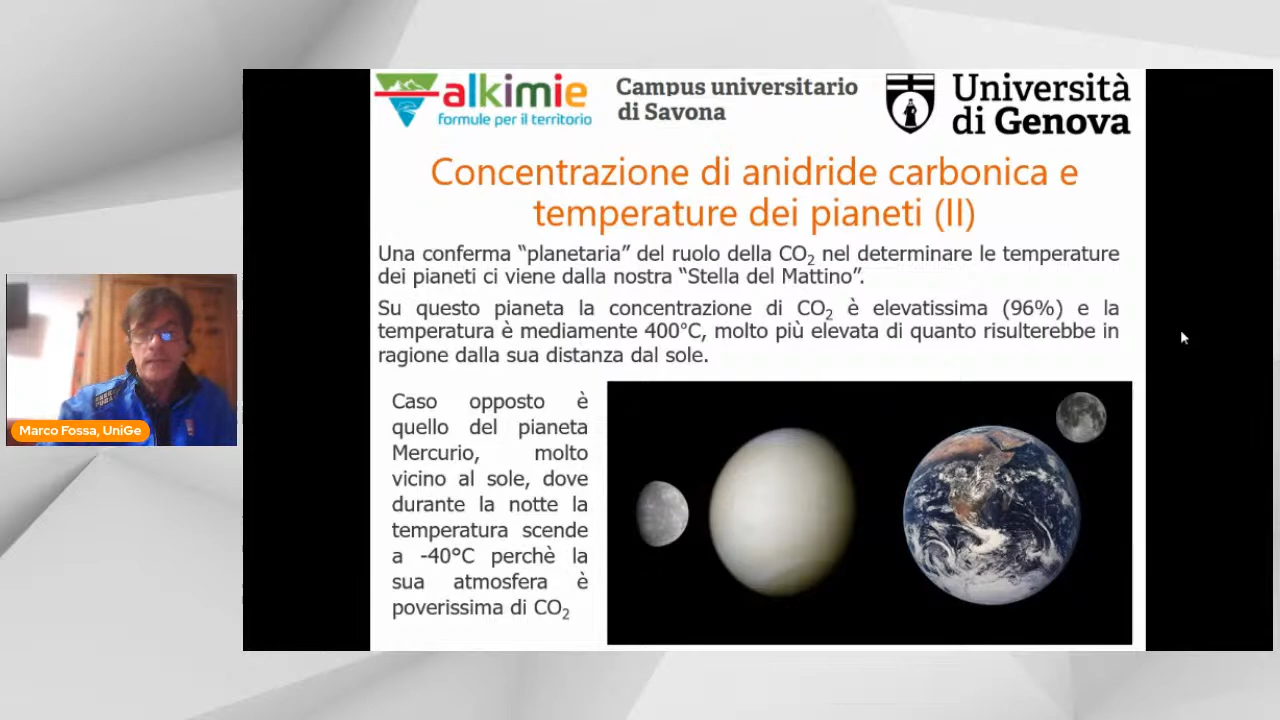 alkimie
formule per il territorio
Campus universitario
di Savona
Università
di Genova
Concentrazione di anidride carbonica e
temperature dei pianeti (II)
Una conferma “planetaria” del ruolo della CO₂ nel determinare le temperature
dei pianeti ci viene dalla nostra “Stella del Mattino”.
Su questo pianeta la concentrazione di CO₂ è elevatissima (96%) e la
temperatura è mediamente 400°C, molto più elevata di quanto risulterebbe in
ragione dalla sua distanza dal sole.
Caso opposto è
quello del pianeta
Mercurio, molto
vicino al sole, dove
durante la notte la
temperatura scende
a -40°C perchè la
sua atmosfera è
poverissima di CO₂
Marco Fossa, UniGe